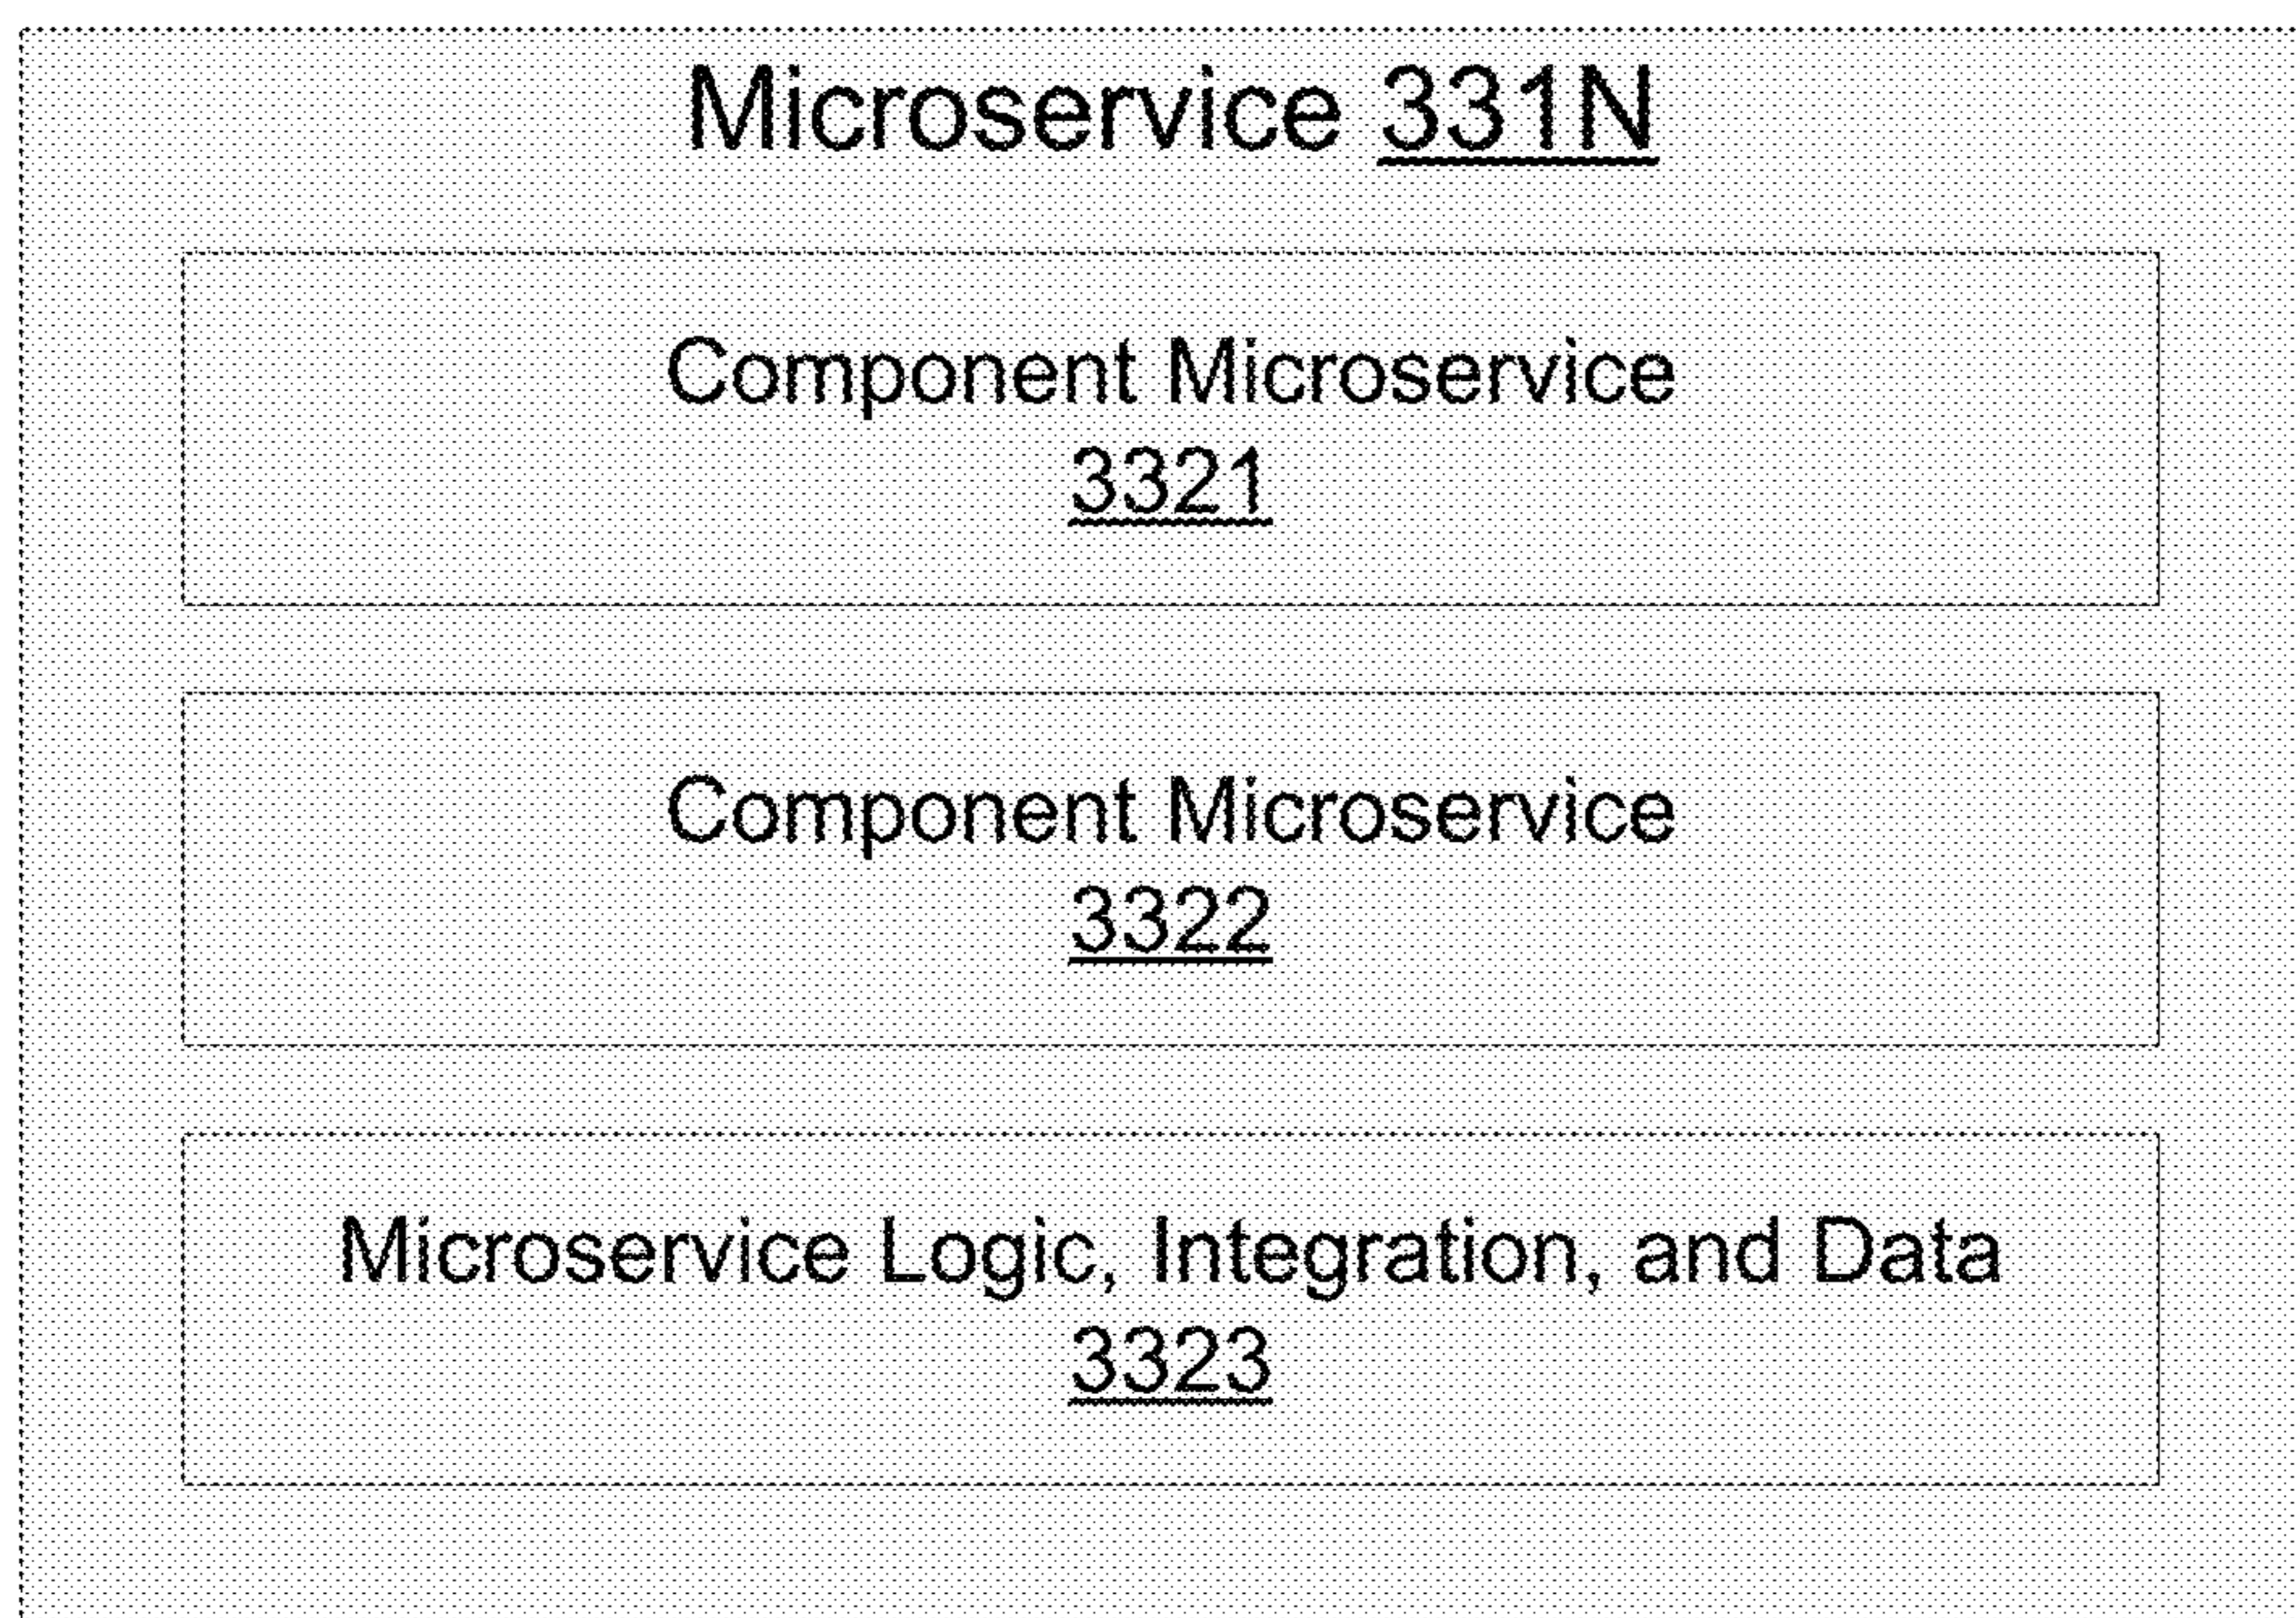 Microservice 331N
Component Microservice
3321
Component Microservice
3322
Microservice Logic, Integration, and Data
3323